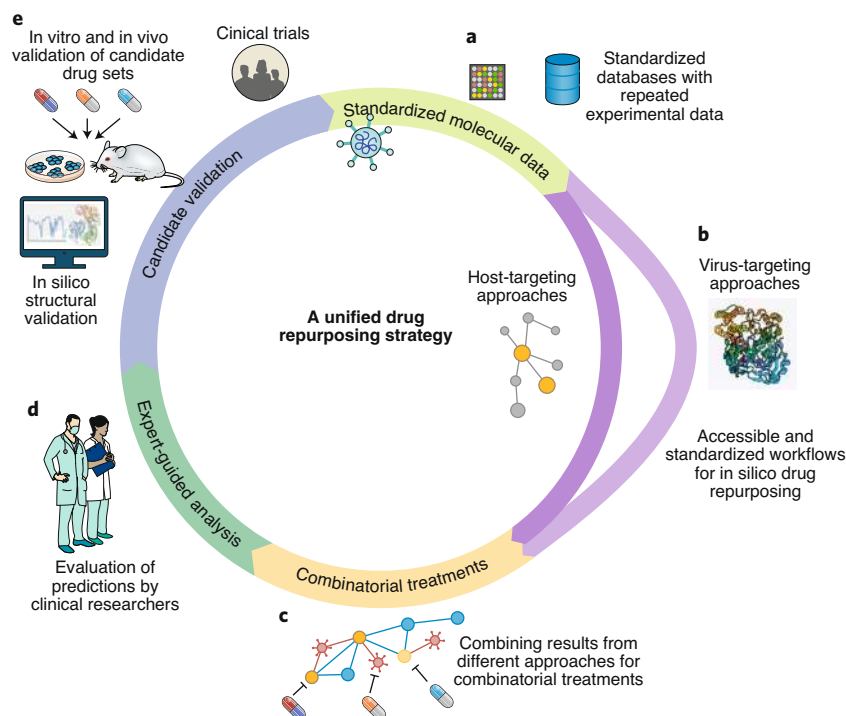 e
In vitro and in vivo
validation of candidate
drug sets
Cinical trials
a
Standardized
databases with
repeated
experimental data
Standardized molecular data
Candidate validation
In silico
structural
validation
b
Virus-targeting
approaches
Host-targeting
approaches
A unified drug
repurposing strategy
Accessible and
standardized workflows
for in silico drug
repurposing
d
Expert-guided analysis
Evaluation of
predictions by
clinical researchers
Combinatorial treatments
c
Combining results from
different approaches for
combinatorial treatments